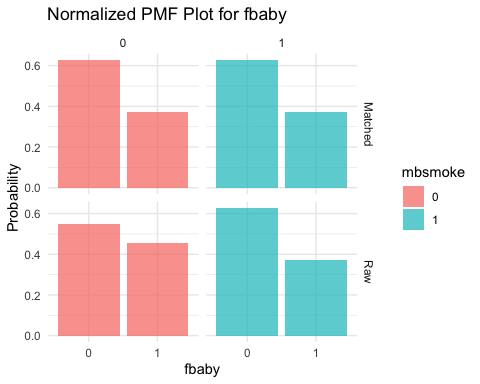 Normalized PMF Plot for fbaby
0 1
0.6
0.4
0.2
0.0
Matched
0.6
0.4
0.2
0.0
Raw
Probability
0 1 0 1
fbaby
mbsmoke
0
1